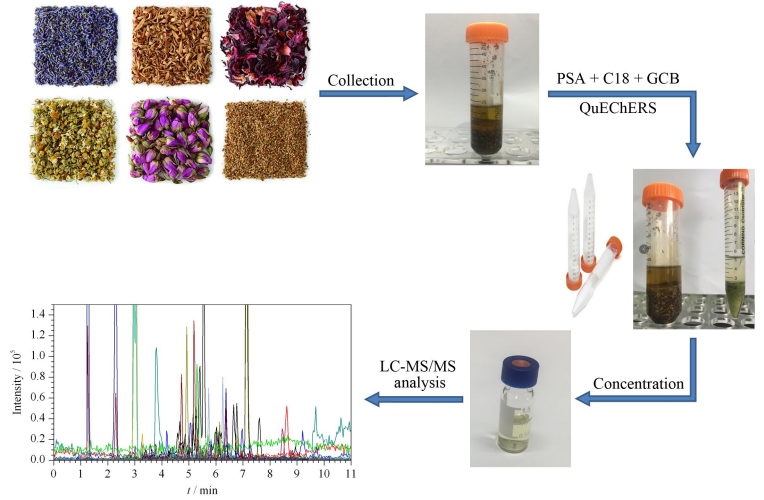 Collection
PSA + C18 + GCB
QuEChERS
Concentration
LC-MS/MS
analysis
Intensity / 10⁵
1.4
1.2
1.0
0.8
0.6
0.4
0.2
0.0
0 1 2 3 4 5 6 7 8 9 10 11
t / min